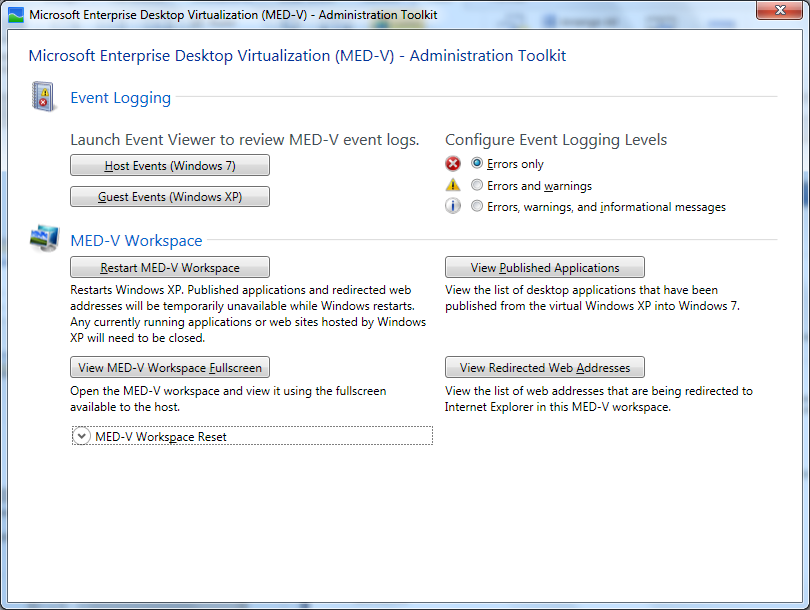 Microsoft Enterprise Desktop Virtualization (MED-V) - Administration Toolkit
Microsoft Enterprise Desktop Virtualization (MED-V) - Administration Toolkit
Event Logging
Launch Event Viewer to review MED-V event logs.
Host Events (Windows 7)
Guest Events (Windows XP)
Configure Event Logging Levels
Errors only
Errors and warnings
Errors, warnings, and informational messages
MED-V Workspace
Restart MED-V Workspace
Restarts Windows XP. Published applications and redirected web
addresses will be temporarily unavailable while Windows restarts.
Any currently running applications or web sites hosted by Windows
XP will need to be closed.
View Published Applications
View the list of desktop applications that have been
published from the virtual Windows XP into Windows 7.
View MED-V Workspace Fullscreen
Open the MED-V workspace and view it using the fullscreen
available to the host.
View Redirected Web Addresses
View the list of web addresses that are being redirected to
Internet Explorer in this MED-V workspace.
MED-V Workspace Reset